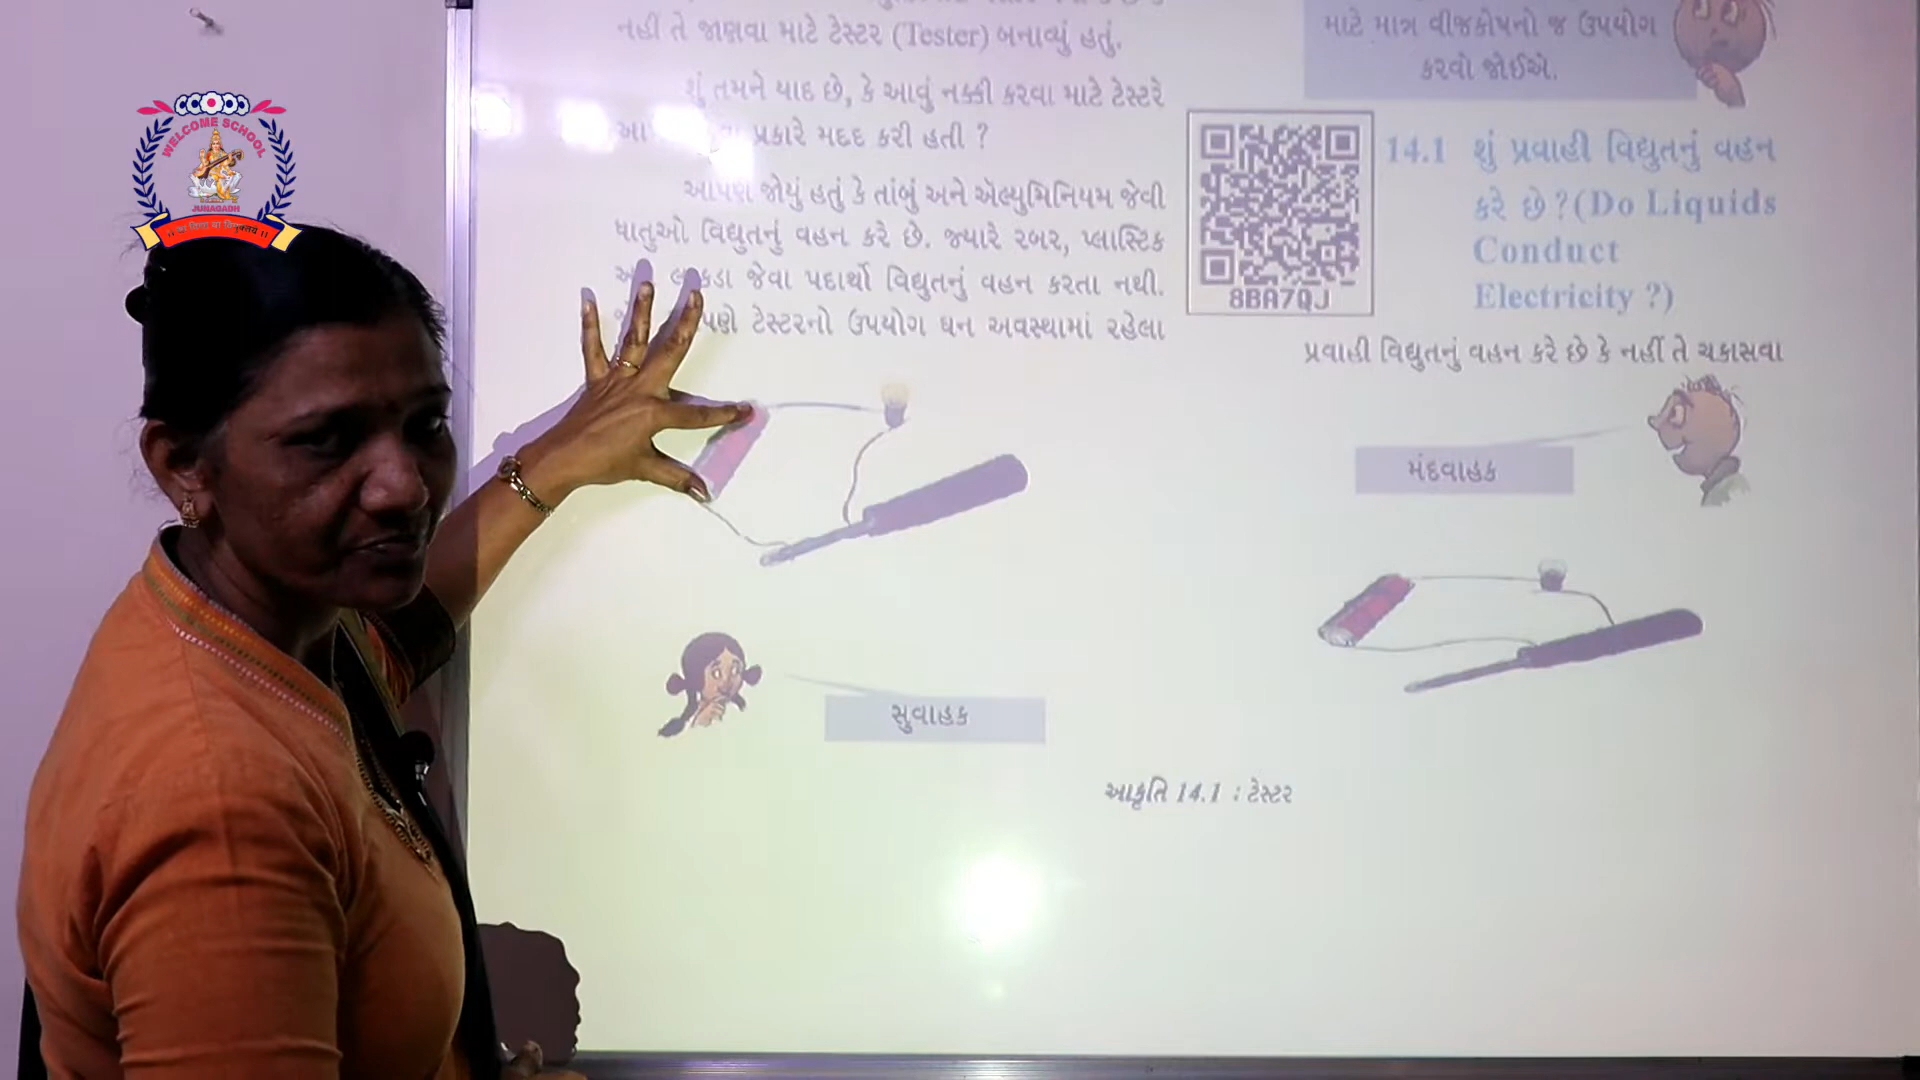 WELCOME SCHOOL
JUNAGADH
નહીં તે જાણવા માટે ટેસ્ટર (Tester) બનાવ્યું હતું.
શું તમને યાદ છે, કે આવું નક્કી કરવા માટે ટેસ્ટરે
પ્રકારે મદદ કરી હતી ?
આપણે જોયું હતું કે તાંબું અને ઍલ્યુમિનિયમ જેવી
ધાતુઓ વિદ્યુતનું વહન કરે છે. જ્યારે રબર, પ્લાસ્ટિક
જેવા પદાર્થો વિદ્યુતનું વહન કરતા નથી.
ટેસ્ટરનો ઉપયોગ ઘન અવસ્થામાં રહેલા
સુવાહક
માટે માત્ર વીજકોષનો જ ઉપયોગ
કરવો જોઈએ.
8BA7QJ
14.1 શું પ્રવાહી વિદ્યુતનું વહન
કરે છે ? (Do Liquids
Conduct
Electricity ?)
પ્રવાહી વિદ્યુતનું વહન કરે છે કે નહીં તે ચકાસવા
મંદવાહક
આકૃતિ 14.1 : ટેસ્ટર